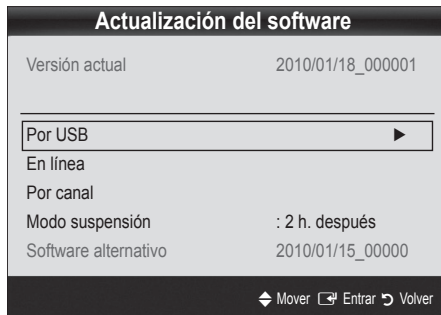 Actualización del software
Versión actual 2010/01/18_000001
Por USB
En línea
Por canal
Modo suspensión : 2 h. después
Software alternativo 2010/01/15_00000
Mover Entrar Volver